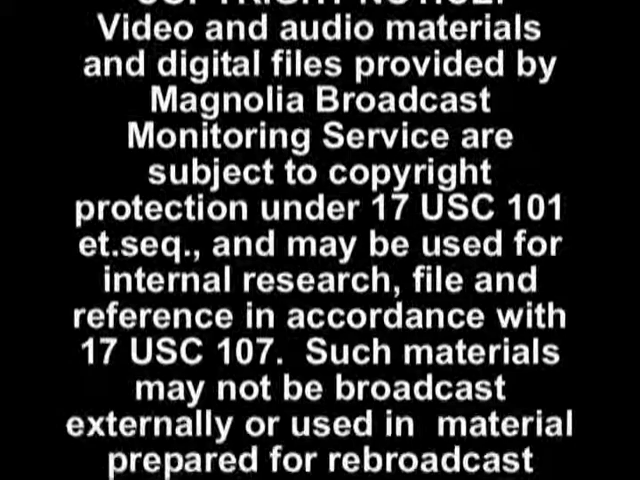 COPYRIGHT NOTICE:
Video and audio materials
and digital files provided by
Magnolia Broadcast
Monitoring Service are
subject to copyright
protection under 17 USC 101
et.seq., and may be used for
internal research, file and
reference in accordance with
17 USC 107.  Such materials
may not be broadcast
externally or used in  material
prepared for rebroadcast